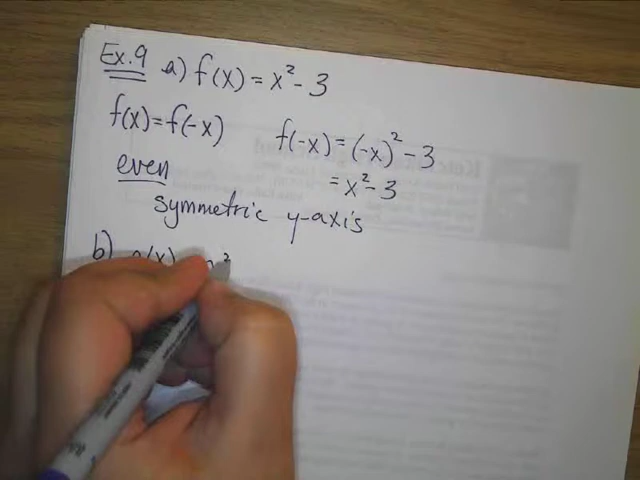 Ex.9 a) f(x) = x² - 3
f(x) = f(-x) f(-x) = (-x)² - 3
even = x² - 3
symmetric y-axis
b)